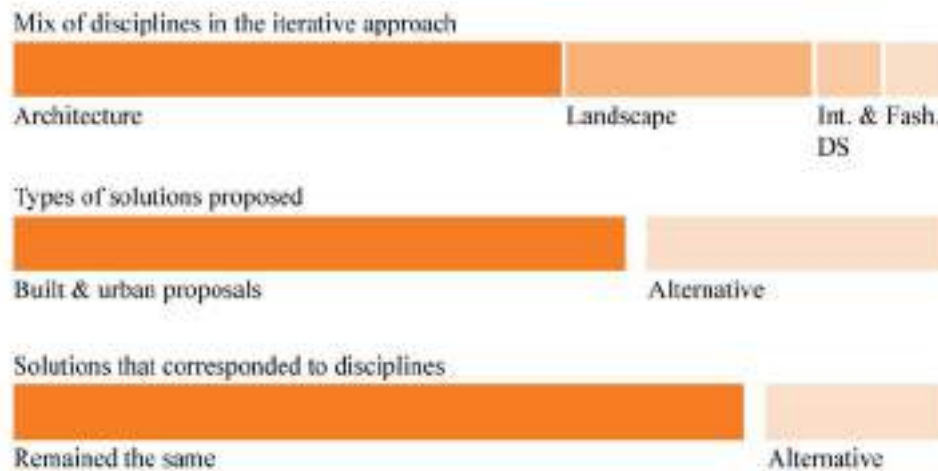 Mix of disciplines in the iterative approach
Architecture Landscape Int. & Fash.
DS
Types of solutions proposed
Built & urban proposals Alternative
Solutions that corresponded to disciplines
Remained the same Alternative